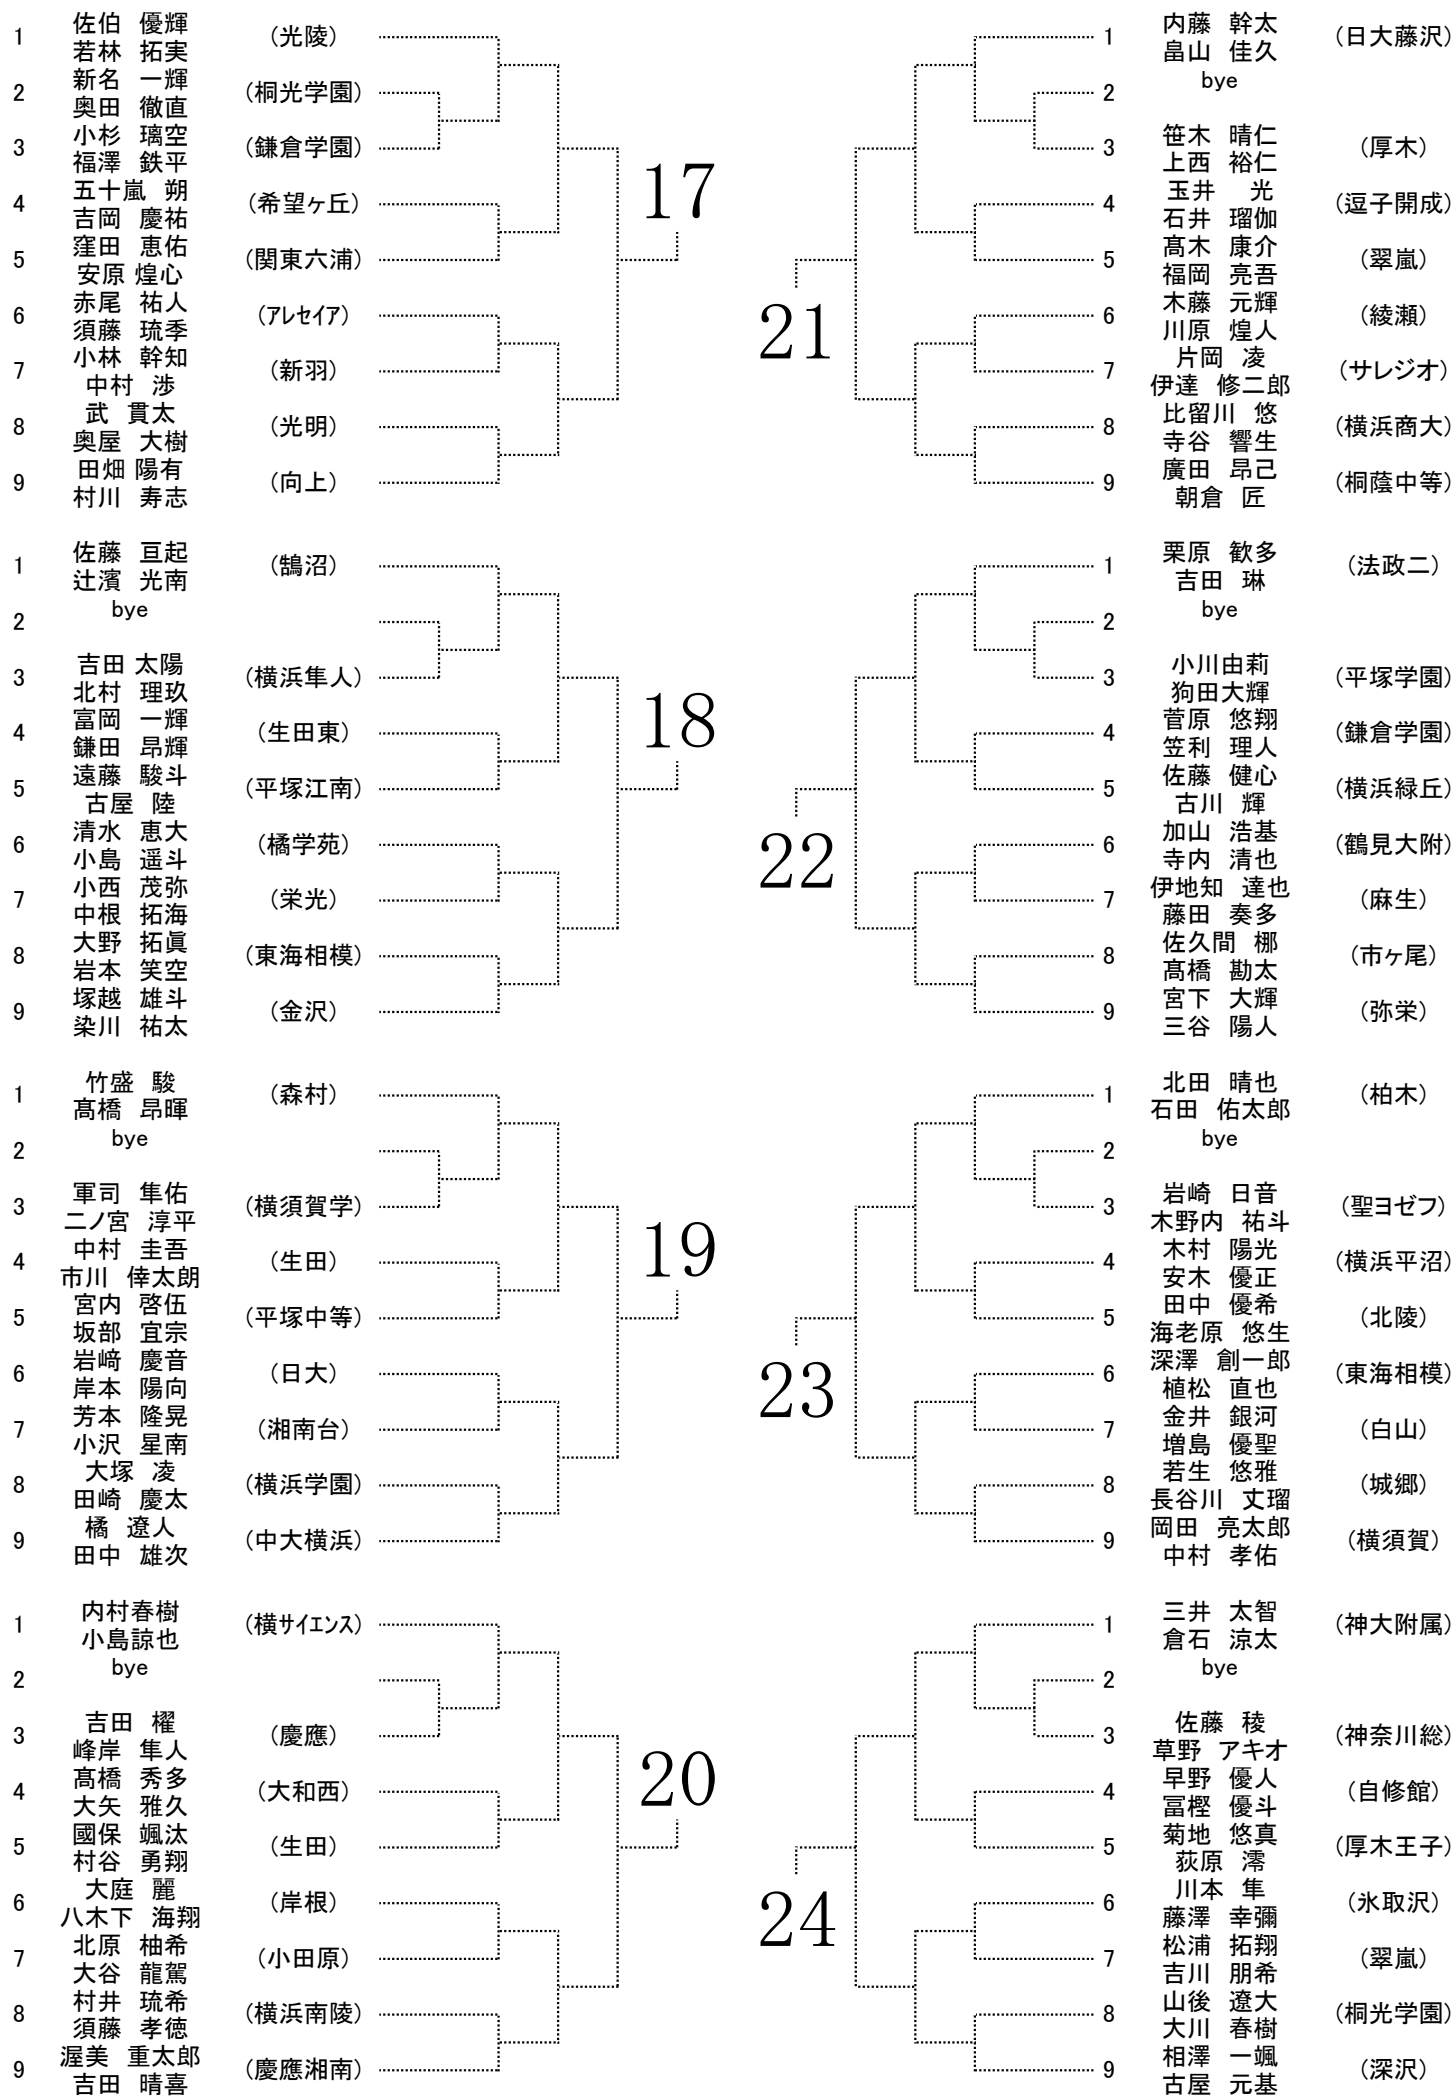 1 佐伯 優輝 (光陵)
若林 拓実
2 新名 一輝 (桐光学園)
奥田 徹直
3 小杉 璃空 (鎌倉学園)
福澤 鉄平
4 五十嵐 朔 (希望ヶ丘)
吉岡 慶祐
5 窪田 恵佑 (関東六浦)
安原 煌心
6 赤尾 祐人 (アレセイア)
須藤 琉季
7 小林 幹知 (新羽)
中村 渉
8 武 貫太 (光明)
奥屋 大樹
9 田畑 陽有 (向上)
村川 寿志
17
1 佐藤 亘起 (鵠沼)
辻濱 光南
2 bye
3 吉田 太陽 (横浜隼人)
北村 理玖
4 富岡 一輝 (生田東)
鎌田 昂輝
5 遠藤 駿斗 (平塚江南)
古屋 陸
6 清水 恵大 (橘学苑)
小島 遥斗
7 小西 茂弥 (栄光)
中根 拓海
8 大野 拓眞 (東海相模)
岩本 笑空
9 塚越 雄斗 (金沢)
染川 祐太
18
1 竹盛 駿 (森村)
髙橋 昂暉
2 bye
3 軍司 隼佑 (横須賀学)
二ノ宮 淳平
4 中村 圭吾 (生田)
市川 倖太朗
5 宮内 啓伍 (平塚中等)
坂部 宜宗
6 岩﨑 慶音 (日大)
岸本 陽向
7 芳本 隆晃 (湘南台)
小沢 星南
8 大塚 凌 (横浜学園)
田崎 慶太
9 橘 遼人 (中大横浜)
田中 雄次
19
1 内村春樹 (横サイエンス)
小島諒也
2 bye
3 吉田 櫂 (慶應)
峰岸 隼人
4 髙橋 秀多 (大和西)
大矢 雅久
5 國保 颯汰 (生田)
村谷 勇翔
6 大庭 麗 (岸根)
八木下 海翔
7 北原 柚希 (小田原)
大谷 龍駕
8 村井 琉希 (横浜南陵)
須藤 孝徳
9 渥美 重太郎 (慶應湘南)
吉田 晴喜
20
1 内藤 幹太 (日大藤沢)
畠山 佳久
2 bye
3 笹木 晴仁 (厚木)
上西 裕仁
4 玉井 光 (逗子開成)
石井 瑠伽
5 髙木 康介 (翠嵐)
福岡 亮吾
6 木藤 元輝 (綾瀬)
川原 煌人
7 片岡 凌 (サレジオ)
伊達 修二郎
8 比留川 悠 (横浜商大)
寺谷 響生
9 廣田 昂己 (桐蔭中等)
朝倉 匠
21
1 栗原 歓多 (法政二)
吉田 琳
2 bye
3 小川由莉 (平塚学園)
狗田大輝
4 菅原 悠翔 (鎌倉学園)
笠利 理人
5 佐藤 健心 (横浜緑丘)
古川 輝
6 加山 浩基 (鶴見大附)
寺内 清也
7 伊地知 達也 (麻生)
藤田 奏多
8 佐久間 梛 (市ヶ尾)
髙橋 勘太
9 宮下 大輝 (弥栄)
三谷 陽人
22
1 北田 晴也 (柏木)
石田 佑太郎
2 bye
3 岩崎 日音 (聖ヨゼフ)
木野内 祐斗
4 木村 陽光 (横浜平沼)
安木 優正
5 田中 優希 (北陵)
海老原 悠生
6 深澤 創一郎 (東海相模)
植松 直也
7 金井 銀河 (白山)
増島 優聖
8 若生 悠雅 (城郷)
長谷川 丈瑠
9 岡田 亮太郎 (横須賀)
中村 孝佑
23
1 三井 太智 (神大附属)
倉石 涼太
2 bye
3 佐藤 稜 (神奈川総)
草野 アキオ
4 早野 優人 (自修館)
冨樫 優斗
5 菊地 悠真 (厚木王子)
荻原 澪
6 川本 隼 (氷取沢)
藤澤 幸彌
7 松浦 拓翔 (翠嵐)
吉川 朋希
8 山後 遼大 (桐光学園)
大川 春樹
9 相澤 一颯 (深沢)
古屋 元基
24